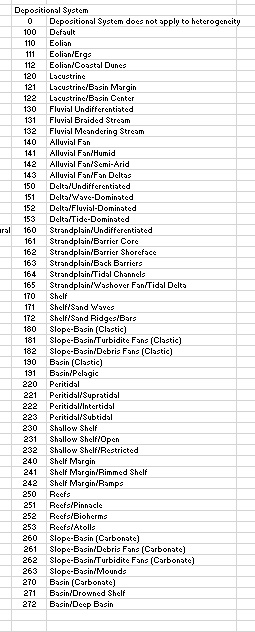 Depositional System
0 Depositional System does not apply to heterogeneity
100 Default
110 Eolian
111 Eolian/Ergs
112 Eolian/Coastal Dunes
120 Lacustrine
121 Lacustrine/Basin Margin
122 Lacustrine/Basin Center
130 Fluvial Undifferentiated
131 Fluvial Braided Stream
132 Fluvial Meandering Stream
140 Alluvial Fan
141 Alluvial Fan/Humid
142 Alluvial Fan/Semi-Arid
143 Alluvial Fan/Fan Deltas
150 Delta/Undifferentiated
151 Delta/Wave-Dominated
152 Delta/Fluvial-Dominated
153 Delta/Tide-Dominated
ural 160 Strandplain/Undifferentiated
161 Strandplain/Barrier Core
162 Strandplain/Barrier Shoreface
163 Strandplain/Back Barriers
164 Strandplain/Tidal Channels
165 Strandplain/Washover Fan/Tidal Delta
170 Shelf
171 Shelf/Sand Waves
172 Shelf/Sand Ridges/Bars
180 Slope-Basin (Clastic)
181 Slope-Basin/Turbidite Fans (Clastic)
182 Slope-Basin/Debris Fans (Clastic)
190 Basin (Clastic)
191 Basin/Pelagic
220 Peritidal
221 Peritidal/Supratidal
222 Peritidal/Intertidal
223 Peritidal/Subtidal
230 Shallow Shelf
231 Shallow Shelf/Open
232 Shallow Shelf/Restricted
240 Shelf Margin
241 Shelf Margin/Rimmed Shelf
242 Shelf Margin/Ramps
250 Reefs
251 Reefs/Pinnacle
252 Reefs/Bioherms
253 Reefs/Atolls
260 Slope-Basin (Carbonate)
261 Slope-Basin/Debris Fans (Carbonate)
262 Slope-Basin/Turbidite Fans (Carbonate)
263 Slope-Basin/Mounds
270 Basin (Carbonate)
271 Basin/Drowned Shelf
272 Basin/Deep Basin